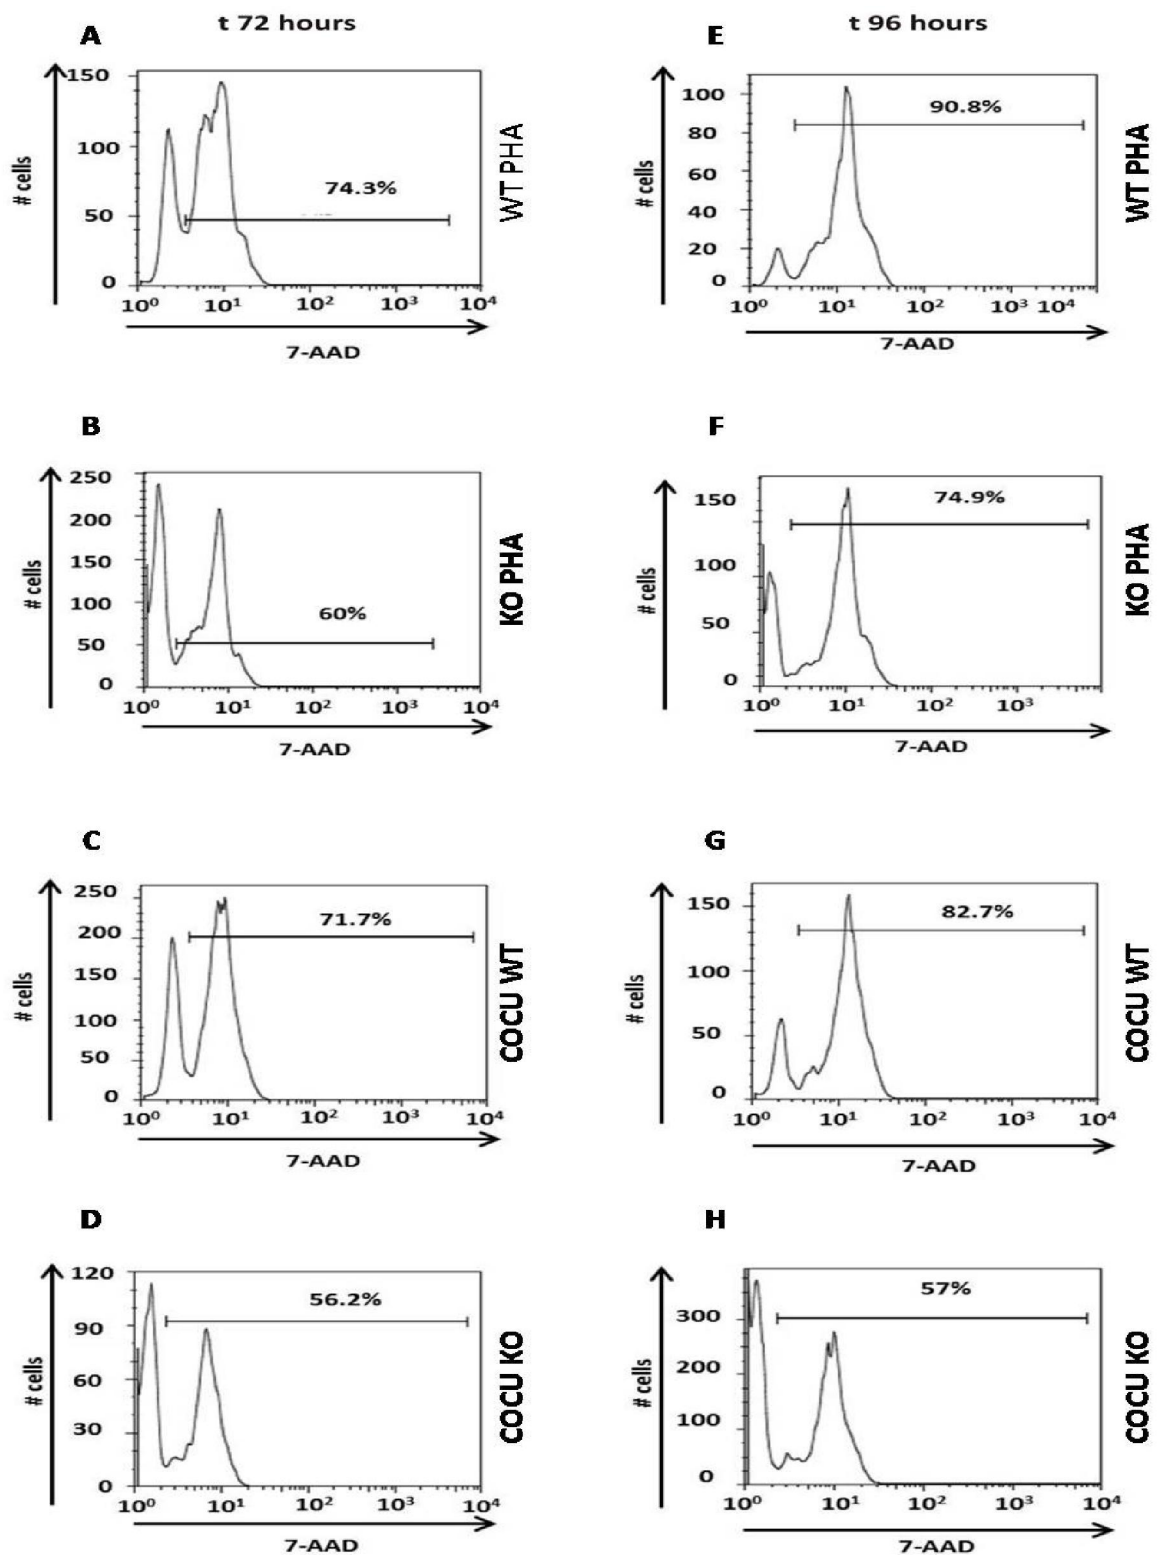 t 72 hours
t 96 hours
A
150
100
50
0
# cells
74.3%
10⁰ 10¹ 10² 10³ 10⁴
7-AAD
WT PHA
E
100
80
60
40
20
0
# cells
90.8%
10⁰ 10¹ 10² 10³ 10⁴
7-AAD
WT PHA
B
250
200
150
100
50
0
# cells
60%
10⁰ 10¹ 10² 10³ 10⁴
7-AAD
KO PHA
F
150
100
50
0
# cells
74.9%
10⁰ 10¹ 10² 10³
7-AAD
KO PHA
C
250
200
150
100
50
0
# cells
71.7%
10⁰ 10¹ 10² 10³ 10⁴
7-AAD
COCU WT
G
150
100
50
0
# cells
82.7%
10⁰ 10¹ 10² 10³ 10⁴
7-AAD
COCU WT
D
120
90
60
30
0
# cells
56.2%
10⁰ 10¹ 10² 10³ 10⁴
7-AAD
COCU KO
H
300
200
100
0
# cells
57%
10⁰ 10¹ 10² 10³ 10⁴
7-AAD
COCU KO